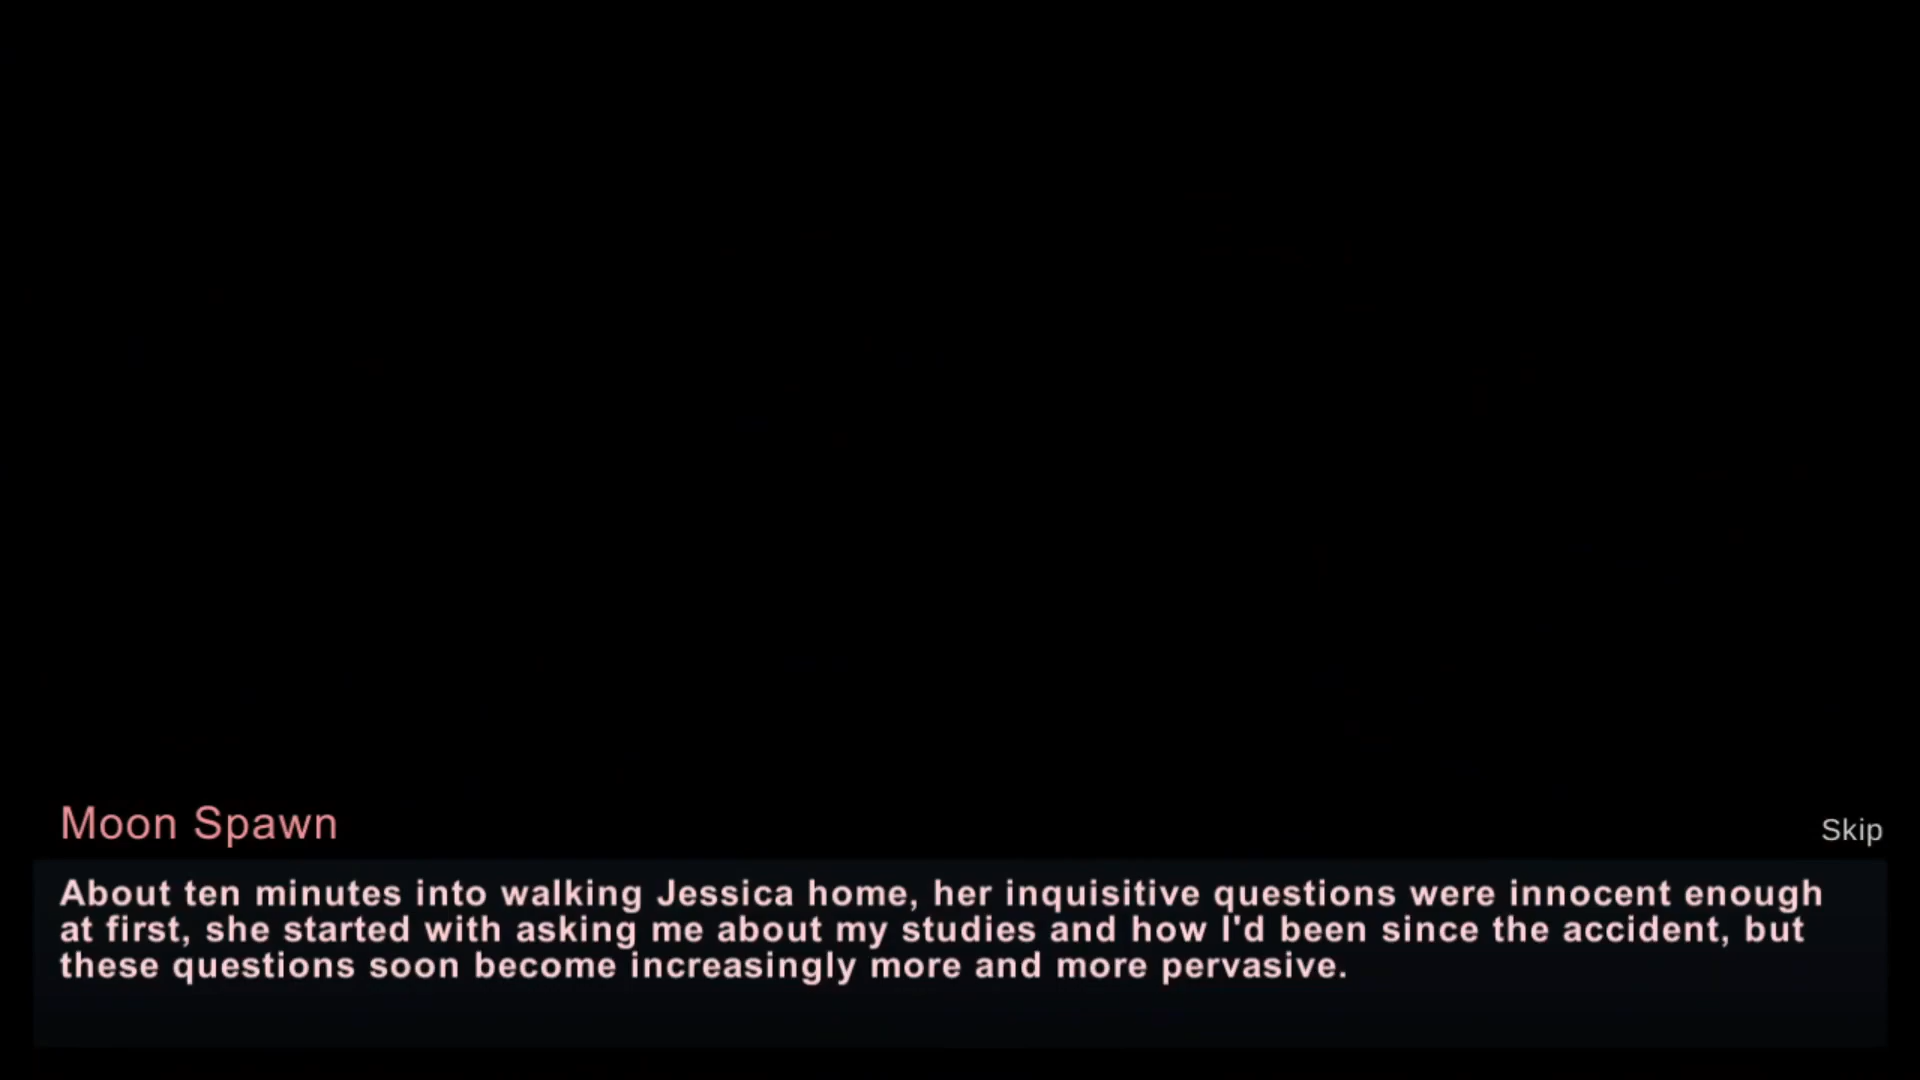 Moon Spawn
Skip
About ten minutes into walking Jessica home, her inquisitive questions were innocent enough
at first, she started with asking me about my studies and how I'd been since the accident, but
these questions soon become increasingly more and more pervasive.